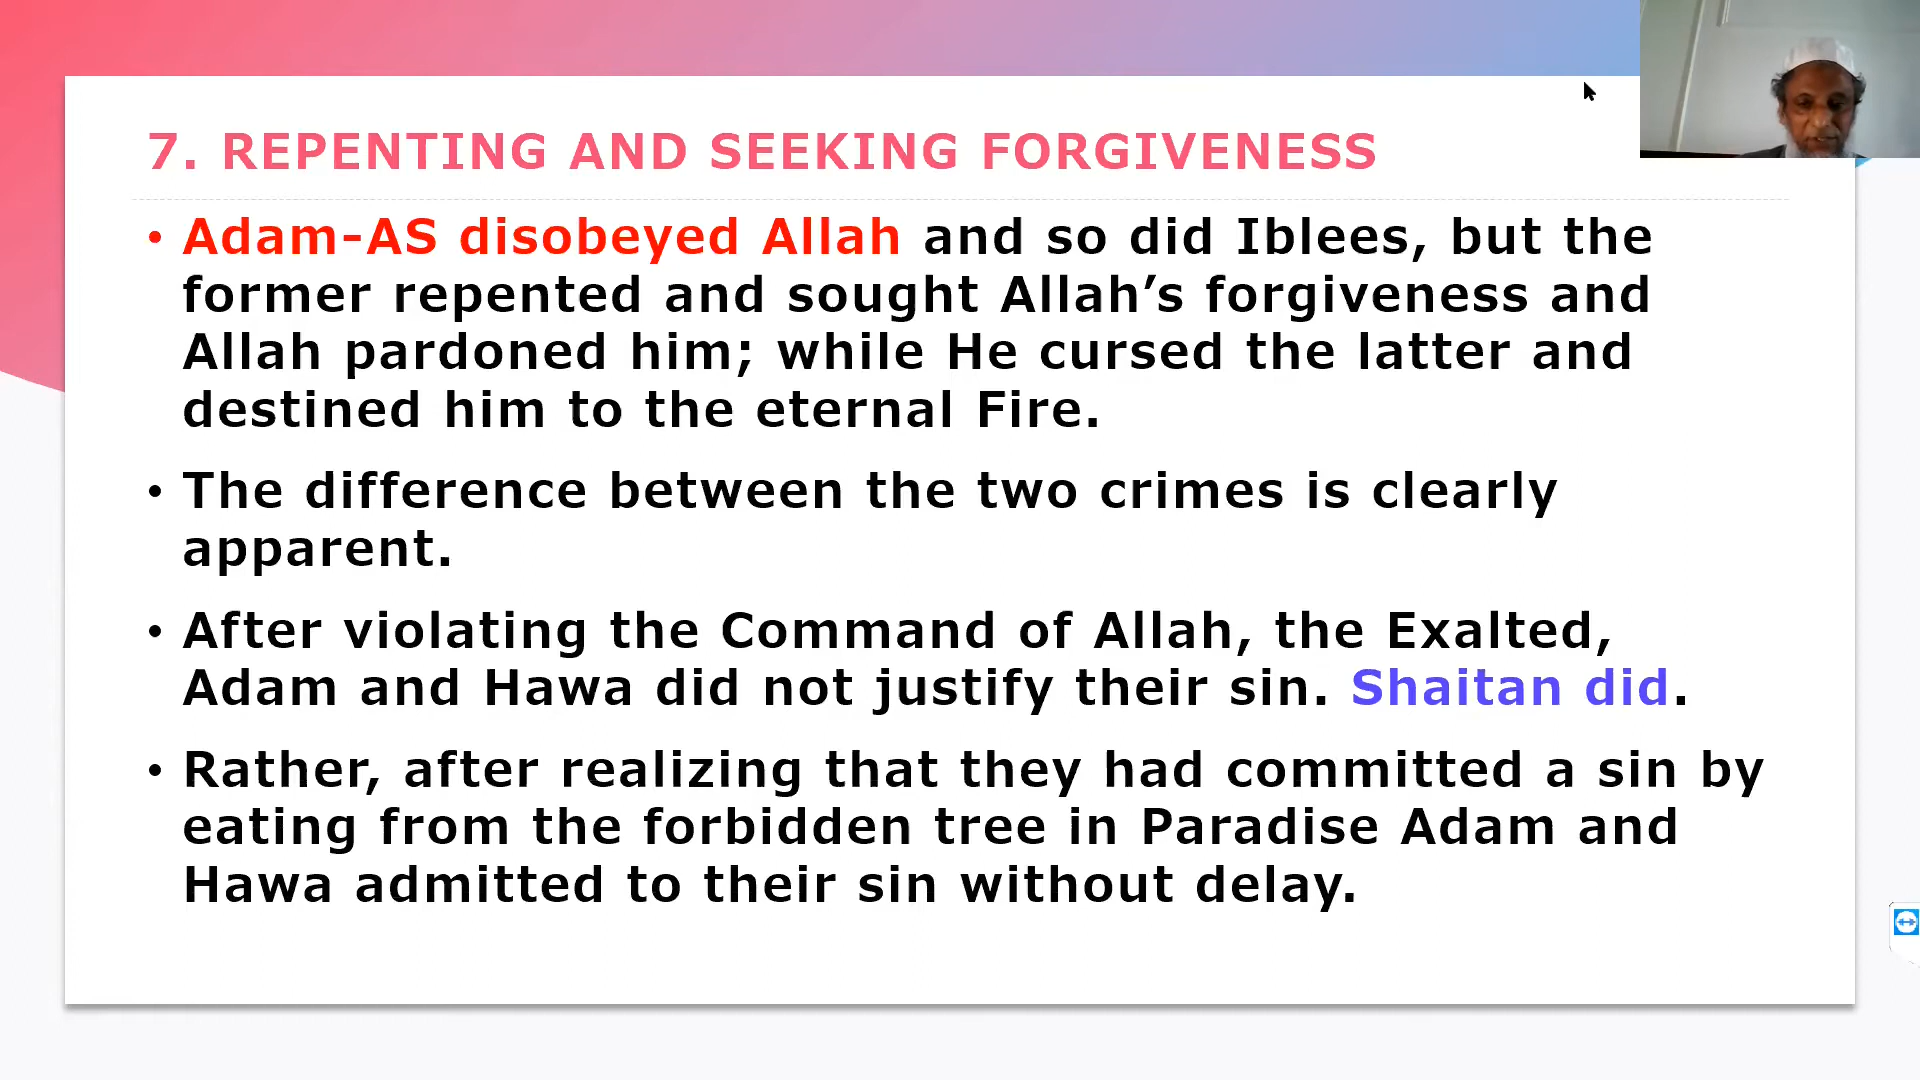 7. REPENTING AND SEEKING FORGIVENESS
• Adam-AS disobeyed Allah and so did Iblees, but the
former repented and sought Allah’s forgiveness and
Allah pardoned him; while He cursed the latter and
destined him to the eternal Fire.
• The difference between the two crimes is clearly
apparent.
• After violating the Command of Allah, the Exalted,
Adam and Hawa did not justify their sin. Shaitan did.
• Rather, after realizing that they had committed a sin by
eating from the forbidden tree in Paradise Adam and
Hawa admitted to their sin without delay.